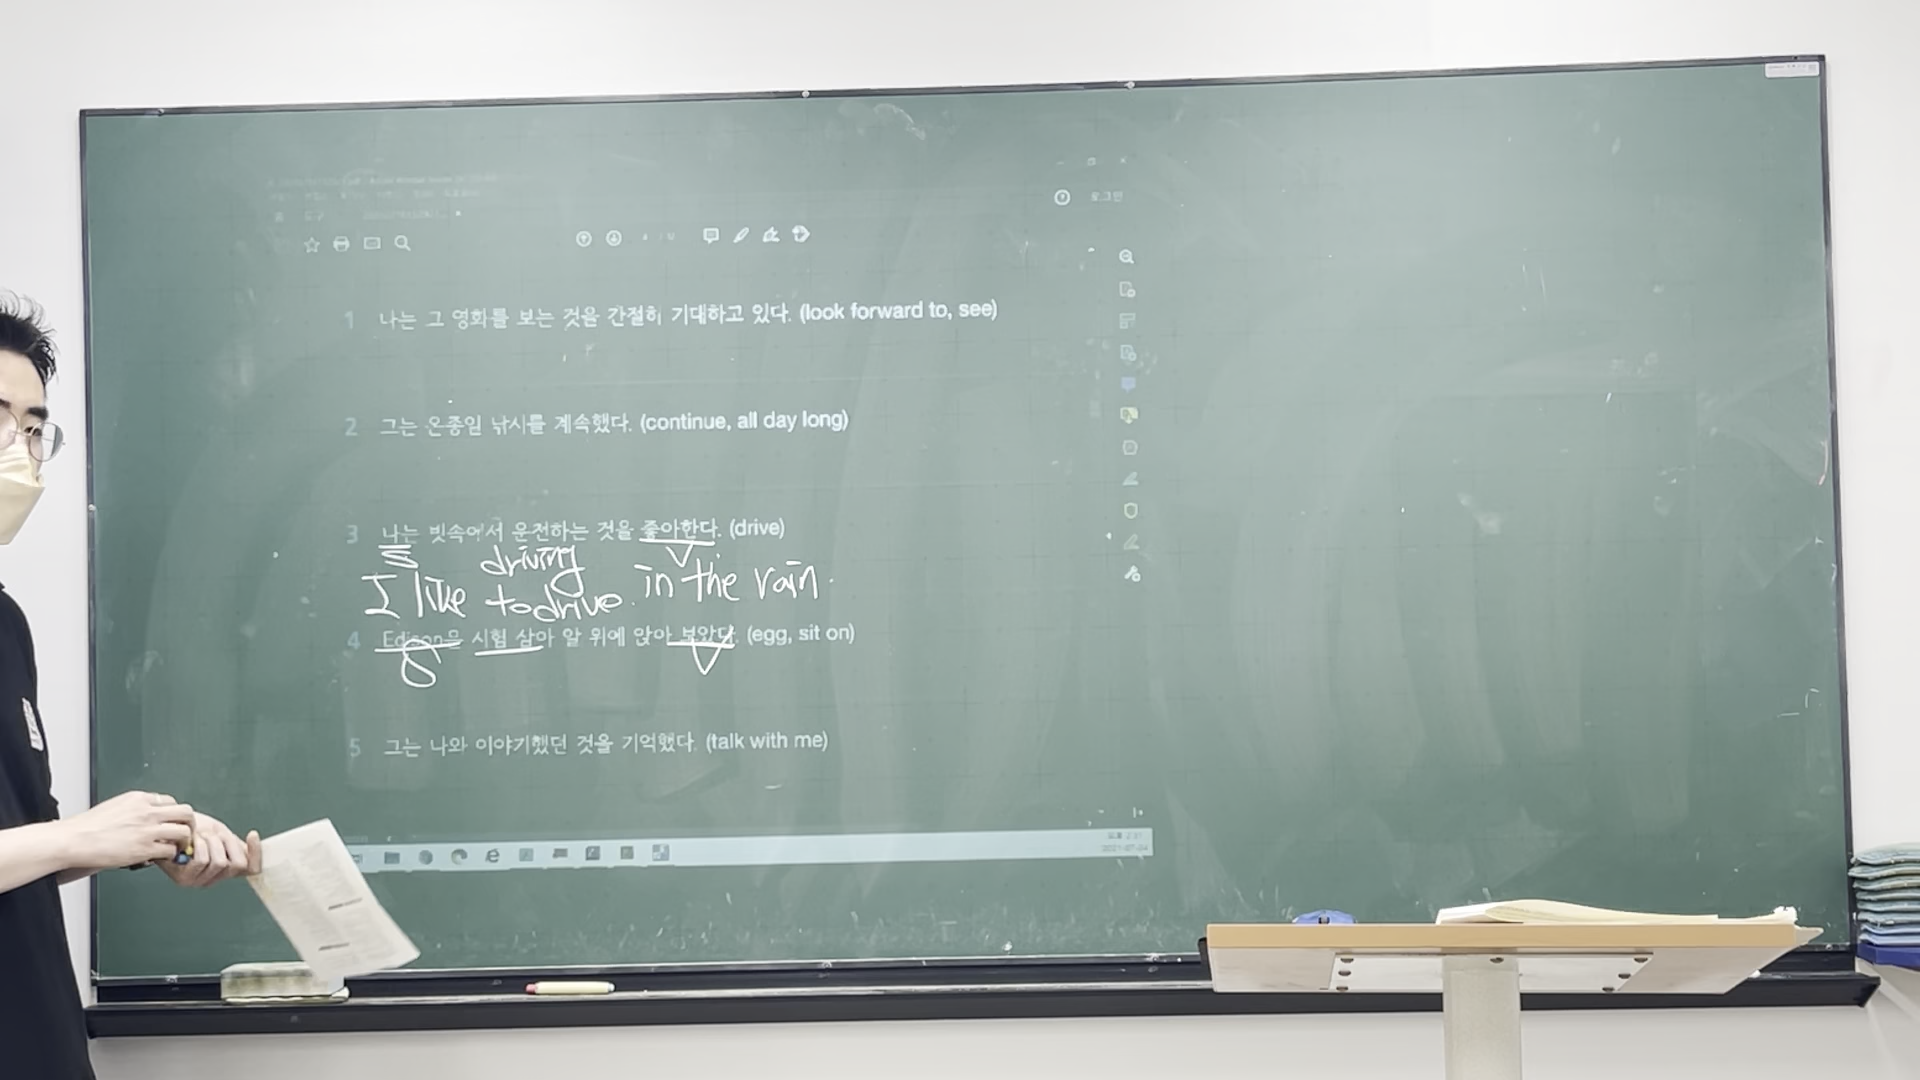 로그인
1 나는 그 영화를 보는 것을 간절히 기대하고 있다. (look forward to, see)
2 그는 온종일 낚시를 계속했다. (continue, all day long)
3 나는 빗속에서 운전하는 것을 좋아한다. (drive)
S driving V
I like to drive in the rain.
4 Edison은 시험 삼아 알 위에 앉아 보았다. (egg, sit on)
S V
5 그는 나와 이야기했던 것을 기억했다. (talk with me)